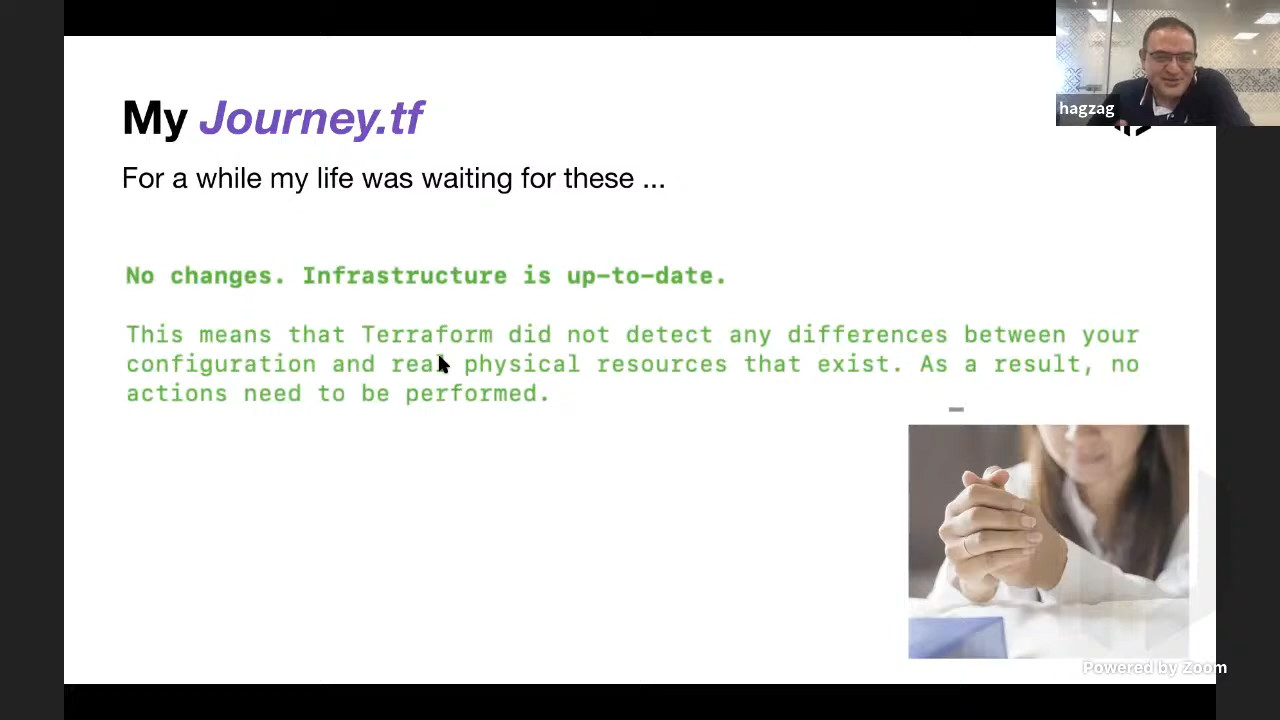 hagzag
My Journey.tf
For a while my life was waiting for these ...
No changes. Infrastructure is up-to-date.
This means that Terraform did not detect any differences between your
configuration and real physical resources that exist. As a result, no
actions need to be performed.
Powered by Zoom